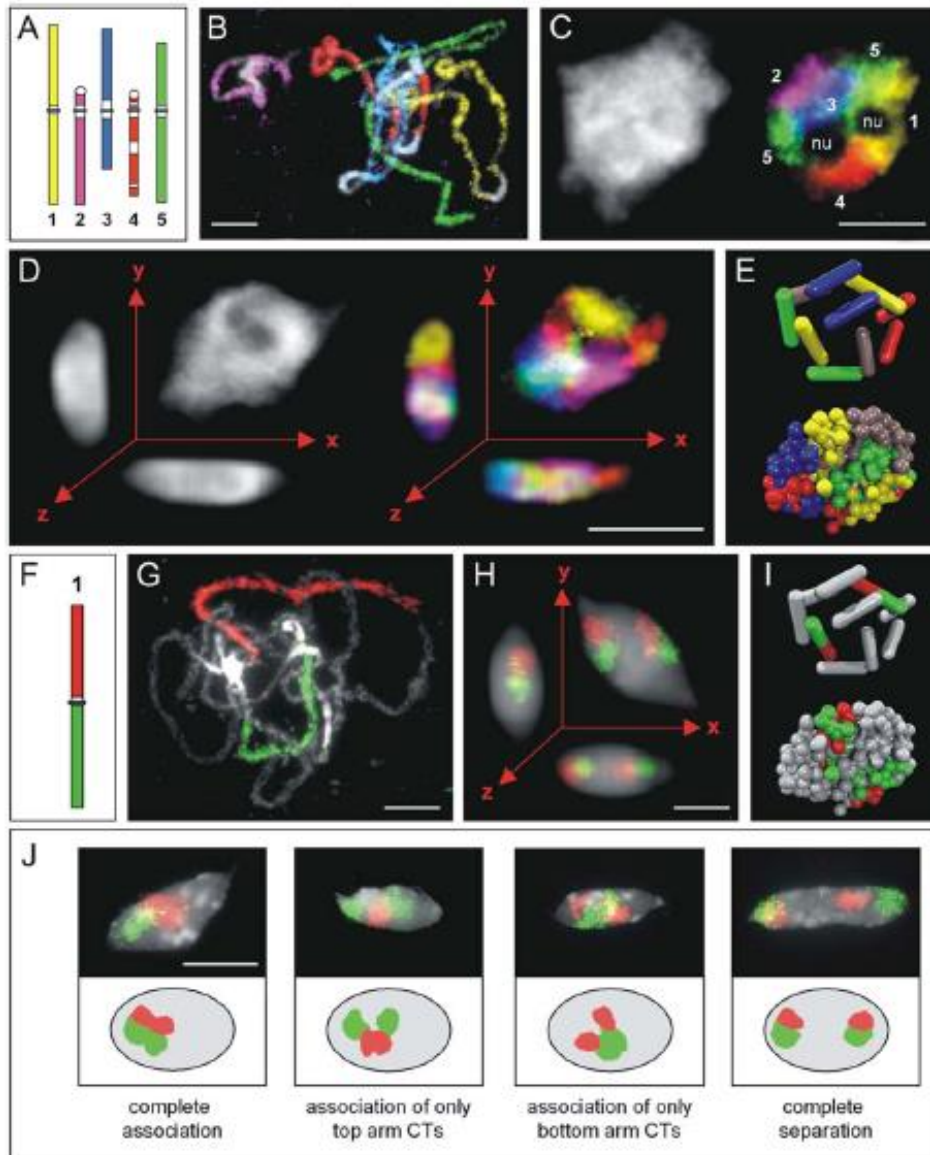 A
1 2 3 4 5
B
C
2
5
3
1
nu
nu
5
4
D
y
x
z
y
x
z
E
F
1
G
H
y
x
z
I
J
complete
association
association of only
top arm CTs
association of only
bottom arm CTs
complete
separation